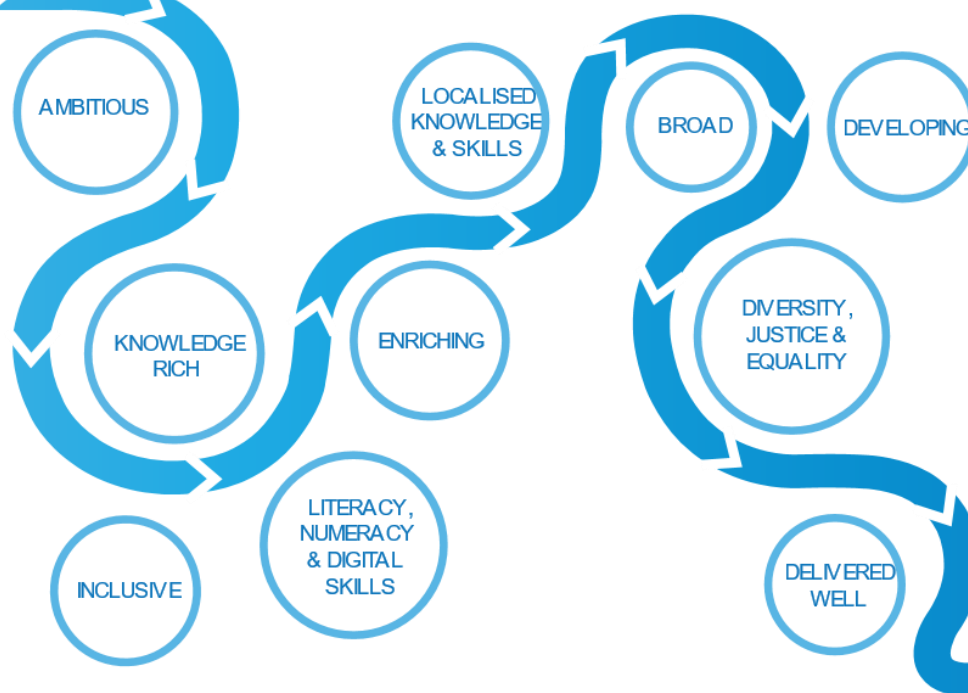 AMBITIOUS
LOCALISED
KNOWLEDGE
& SKILLS
BROAD
DEVELOPING
KNOWLEDGE
RICH
ENRICHING
DIVERSITY,
JUSTICE &
EQUALITY
INCLUSIVE
LITERACY,
NUMERACY
& DIGITAL
SKILLS
DELIVERED
WELL